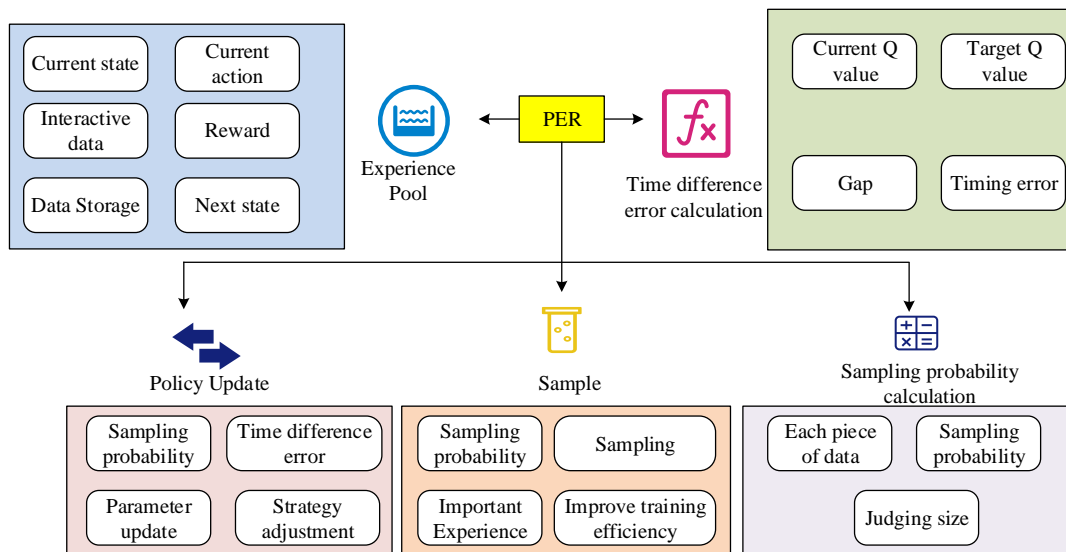 Current state
Current
action
Interactive
data
Reward
Data Storage
Next state
Experience
Pool
PER
fx
Time difference
error calculation
Current Q
value
Target Q
value
Gap
Timing error
Policy Update
Sample
Sampling probability
calculation
Sampling
probability
Time difference
error
Parameter
update
Strategy
adjustment
Sampling
probability
Sampling
Important
Experience
Improve training
efficiency
Each piece
of data
Sampling
probability
Judging size